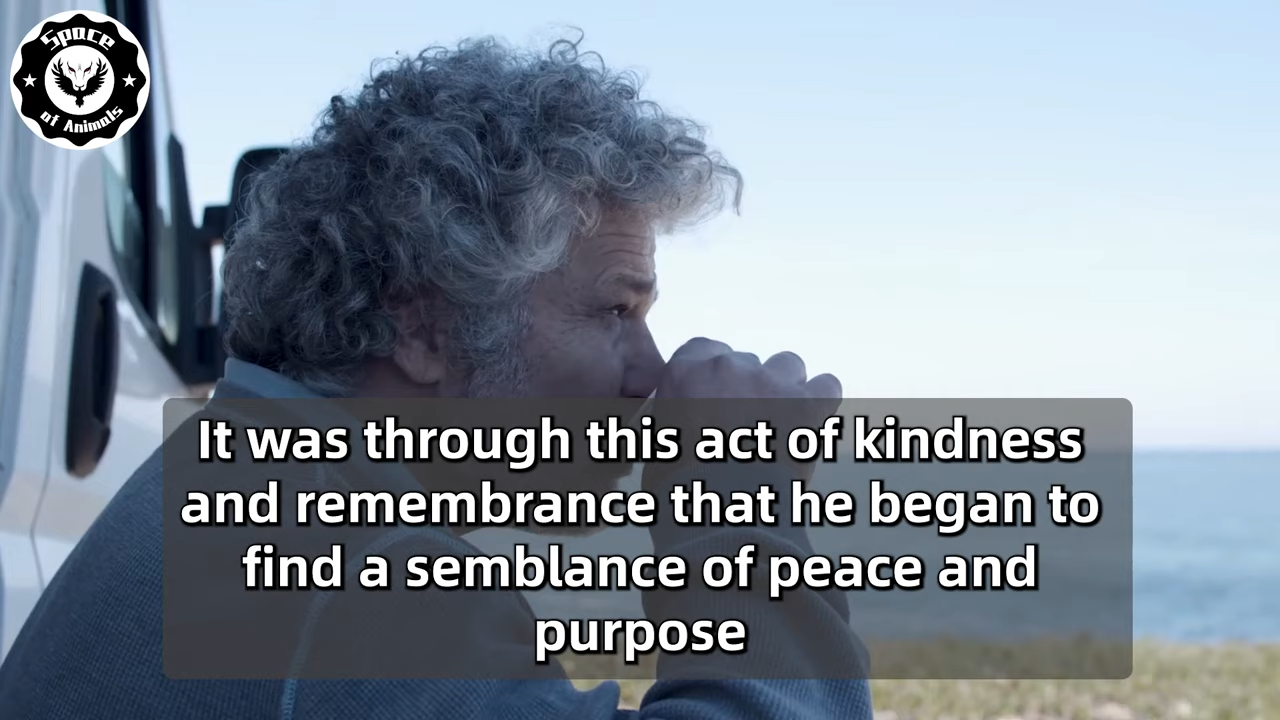 Space
of Animals
It was through this act of kindness
and remembrance that he began to
find a semblance of peace and
purpose